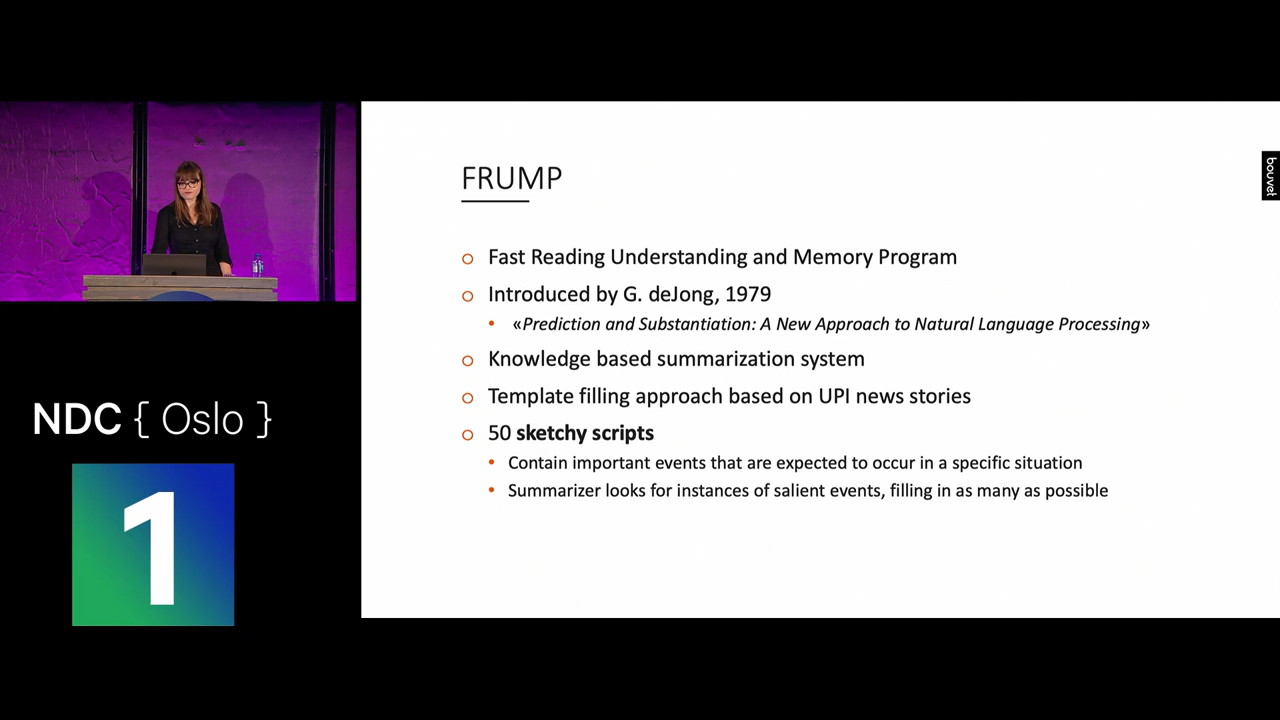 FRUMP
bouvet
Fast Reading Understanding and Memory Program
Introduced by G. deJong, 1979
«Prediction and Substantiation: A New Approach to Natural Language Processing»
Knowledge based summarization system
Template filling approach based on UPI news stories
50 sketchy scripts
Contain important events that are expected to occur in a specific situation
Summarizer looks for instances of salient events, filling in as many as possible
NDC { Oslo }
1